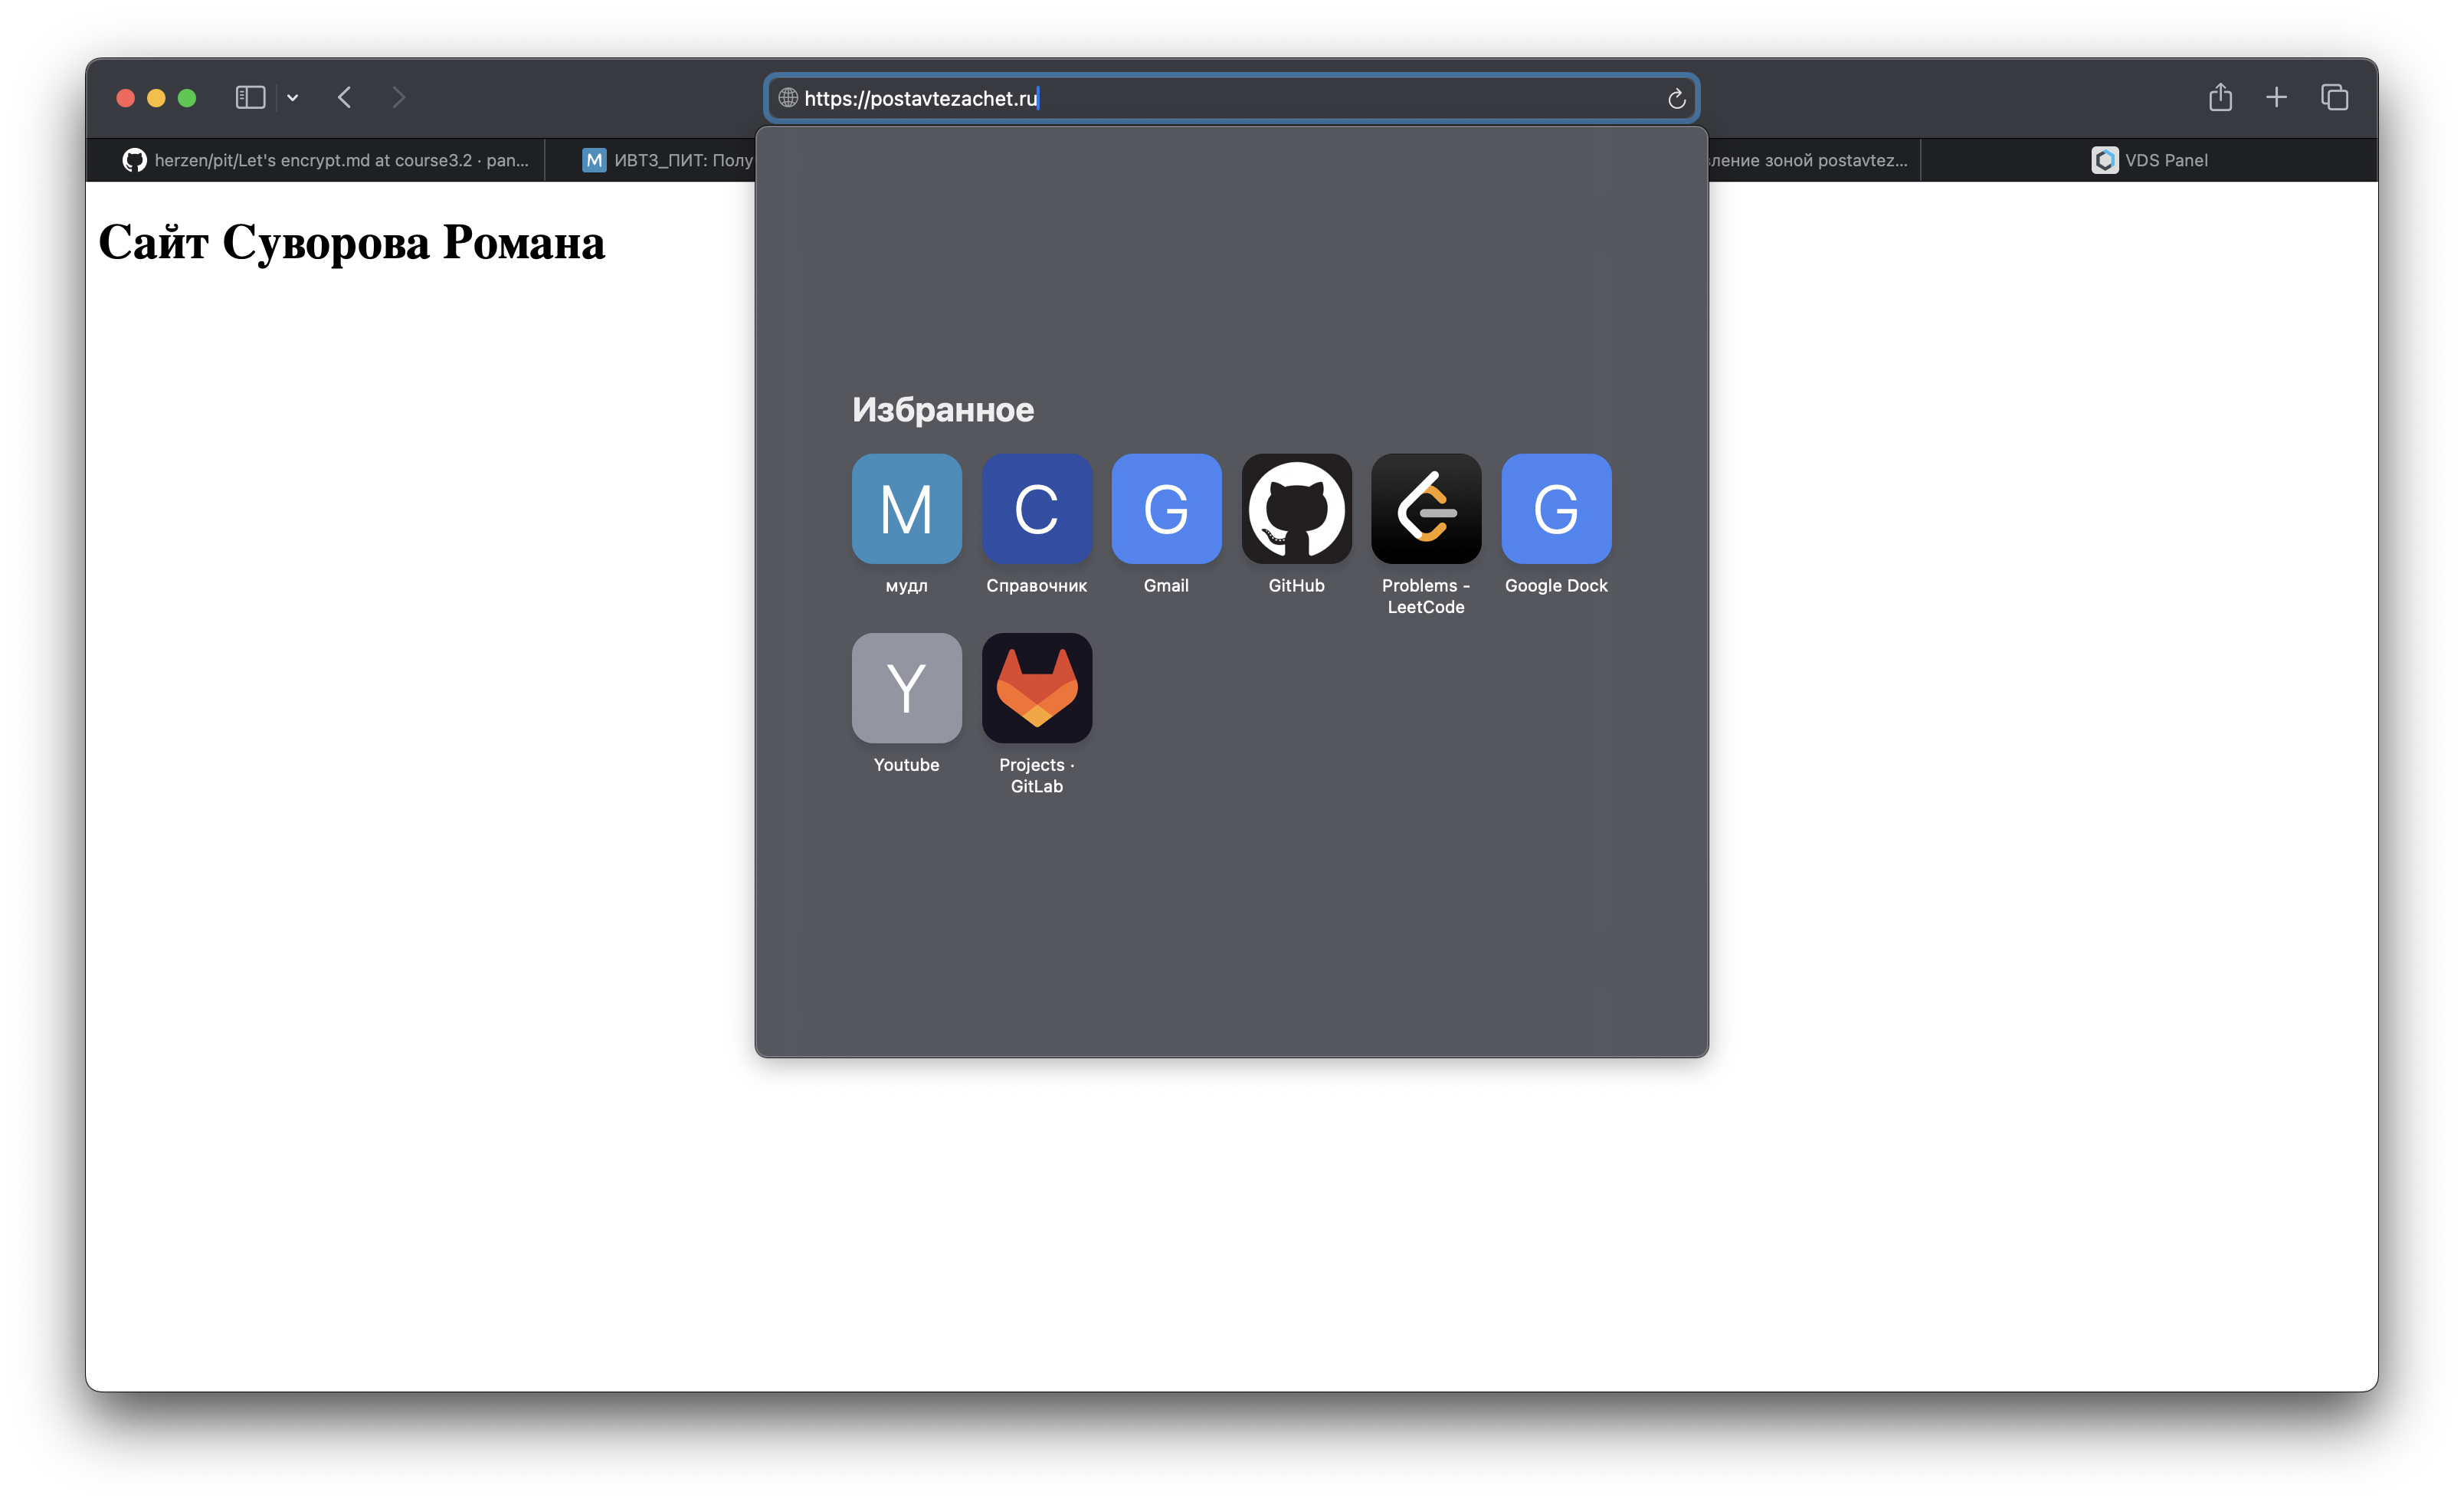 https://postavtezachet.ru
herzen/pit/Let's encrypt.md at course3.2 · pan...
M ИВТ3_ПИТ: Полу
ление зоной postavtez...
VDS Panel
Сайт Суворова Романа
Избранное
M C G G
мудл Справочник Gmail GitHub Problems - Google Dock
LeetCode
Y
Youtube Projects ·
GitLab